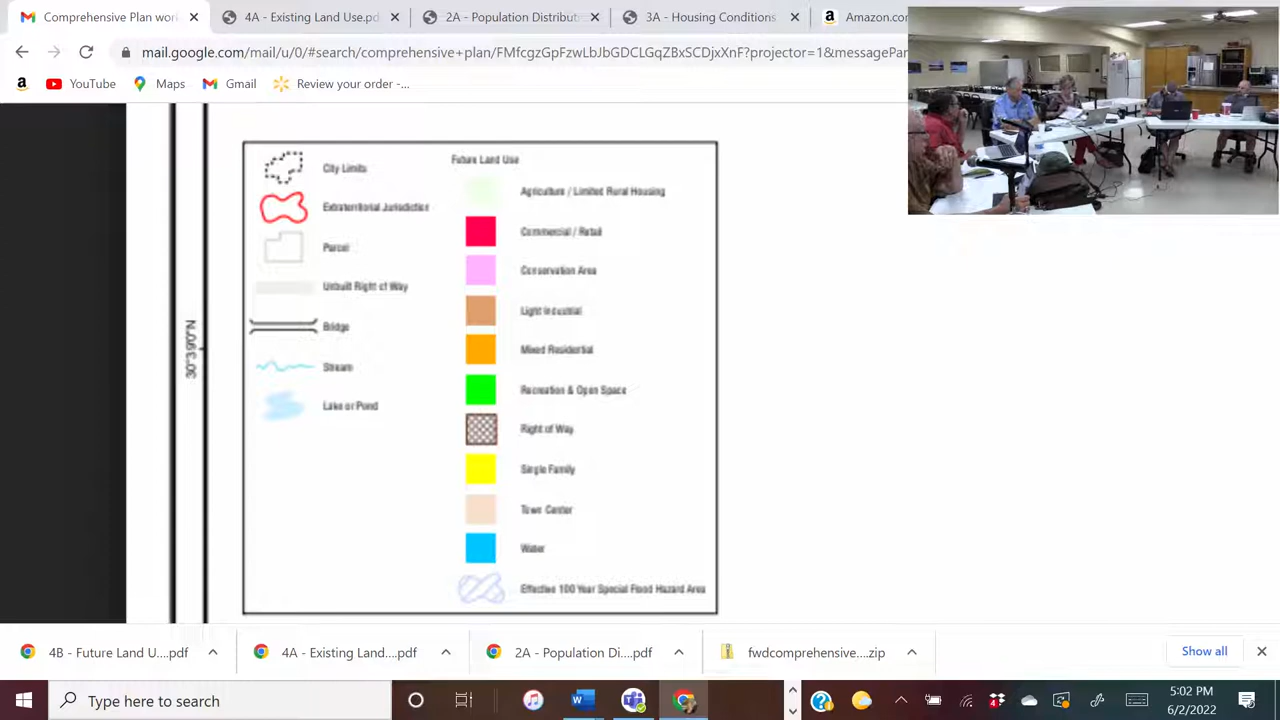 Comprehensive Plan work
4A - Existing Land Use.pd
2A - Population Distributi
3A - Housing Conditions
Amazon.com
mail.google.com/mail/u/0/#search/comprehensive+plan/FMfcgzGpFzwLbJbGDCLGqZBxSCDjxXnF?projector=1&messagePar
YouTube
Maps
Gmail
Review your order -...
City Limits
Extraterritorial Jurisdiction
Parcel
Unbuilt Right of Way
Bridge
Stream
Lake or Pond
Future Land Use
Agriculture / Limited Rural Housing
Commercial / Retail
Conservation Area
Light Industrial
Mixed Residential
Recreation & Open Space
Right of Way
Single Family
Town Center
Water
Effective 100 Year Special Flood Hazard Area
30°3'90"N
4B - Future Land U....pdf
4A - Existing Land....pdf
2A - Population Di....pdf
fwdcomprehensive....zip
Show all
Type here to search
4
5:02 PM
6/2/2022